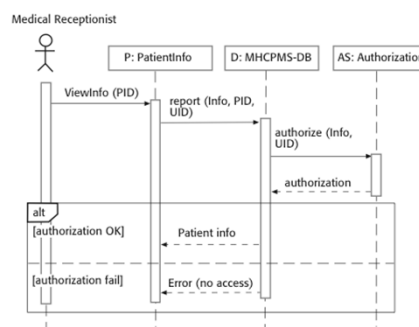 Medical Receptionist
P: PatientInfo
D: MHCPMS-DB
AS: Authorization
ViewInfo (PID)
report (Info, PID,
UID)
authorize (Info,
UID)
authorization
alt
[authorization OK]
Patient info
[authorization fail]
Error (no access)